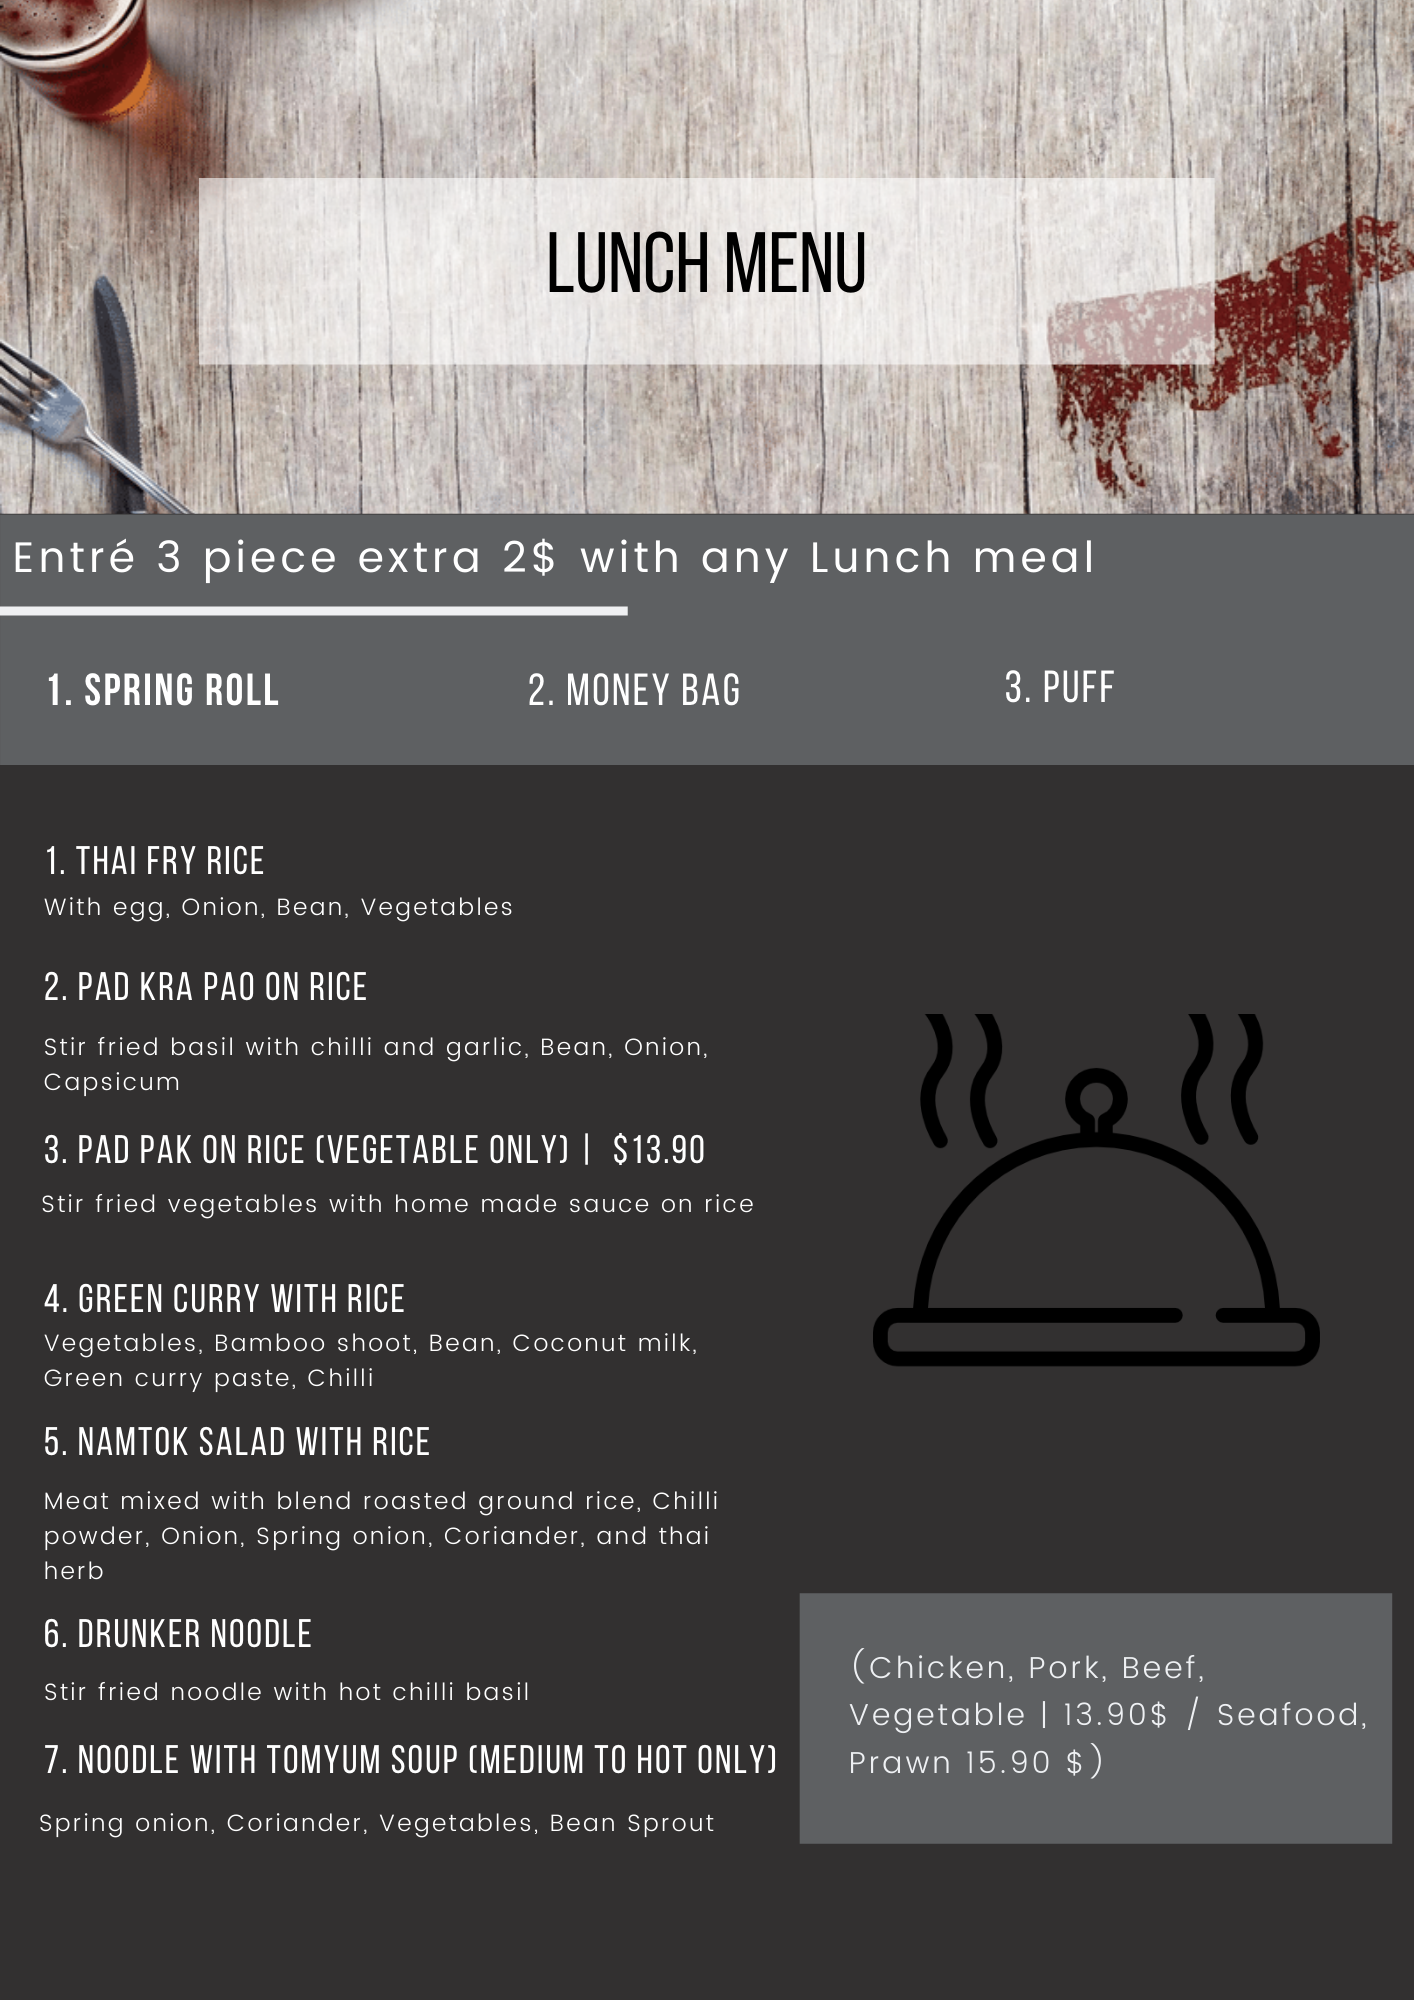 LUNCH MENU
Entré 3 piece extra 2$ with any Lunch meal
1. SPRING ROLL
2. MONEY BAG
3. PUFF
1. THAI FRY RICE
With egg, Onion, Bean, Vegetables
2. PAD KRA PAO ON RICE
Stir fried basil with chilli and garlic, Bean, Onion,
Capsicum
3. PAD PAK ON RICE (VEGETABLE ONLY) | $13.90
Stir fried vegetables with home made sauce on rice
4. GREEN CURRY WITH RICE
Vegetables, Bamboo shoot, Bean, Coconut milk,
Green curry paste, Chilli
5. NAMTOK SALAD WITH RICE
Meat mixed with blend roasted ground rice, Chilli
powder, Onion, Spring onion, Coriander, and thai
herb
6. DRUNKER NOODLE
Stir fried noodle with hot chilli basil
7. NOODLE WITH TOMYUM SOUP (MEDIUM TO HOT ONLY)
Spring onion, Coriander, Vegetables, Bean Sprout
(Chicken, Pork, Beef,
Vegetable | 13.90$ / Seafood,
Prawn 15.90 $)